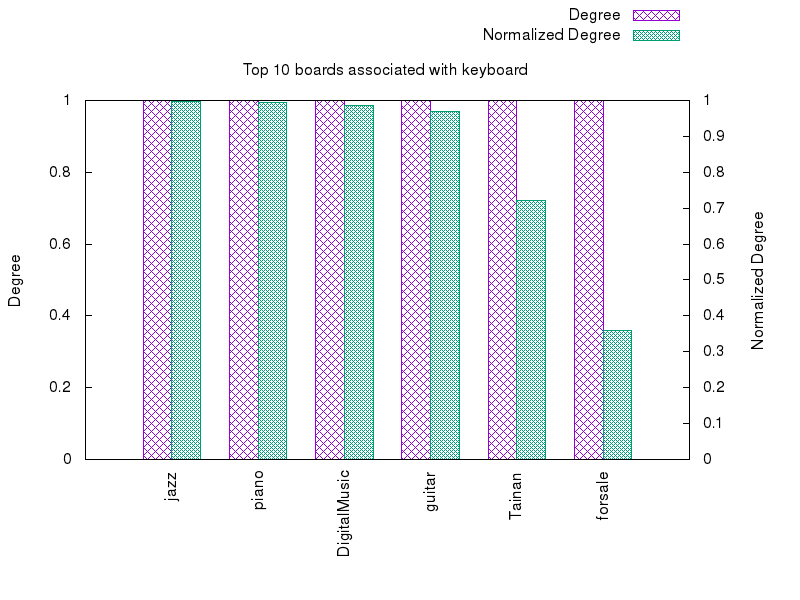 Degree
Normalized Degree
Top 10 boards associated with keyboard
1
0.8
0.6
0.4
0.2
0
1
0.9
0.8
0.7
0.6
0.5
0.4
0.3
0.2
0.1
0
Degree
Normalized Degree
jazz
piano
DigitalMusic
guitar
Tainan
forsale